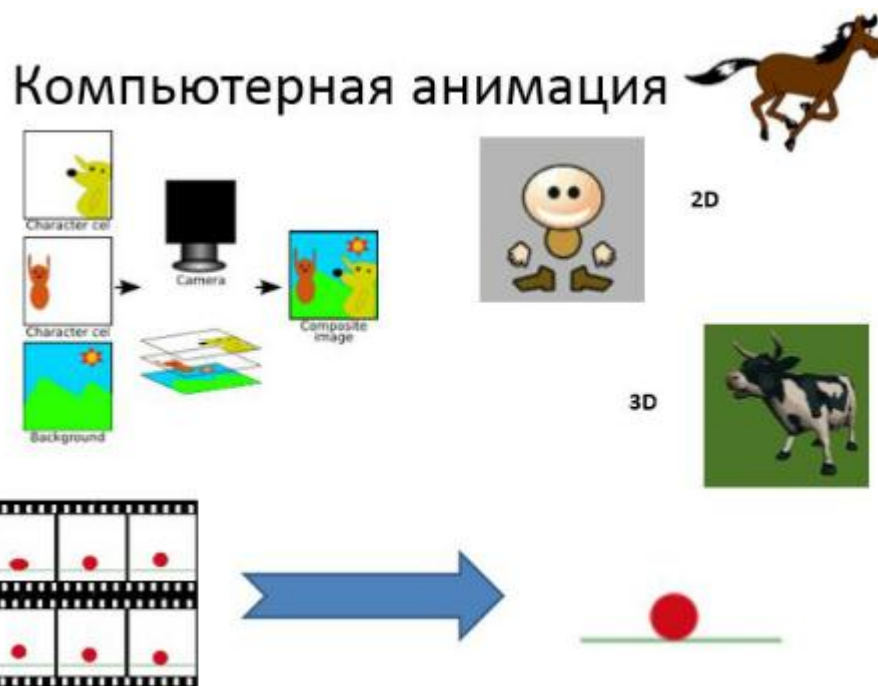 Компьютерная анимация
Character cel
Character cel
Background
Camera
Composite
image
2D
3D